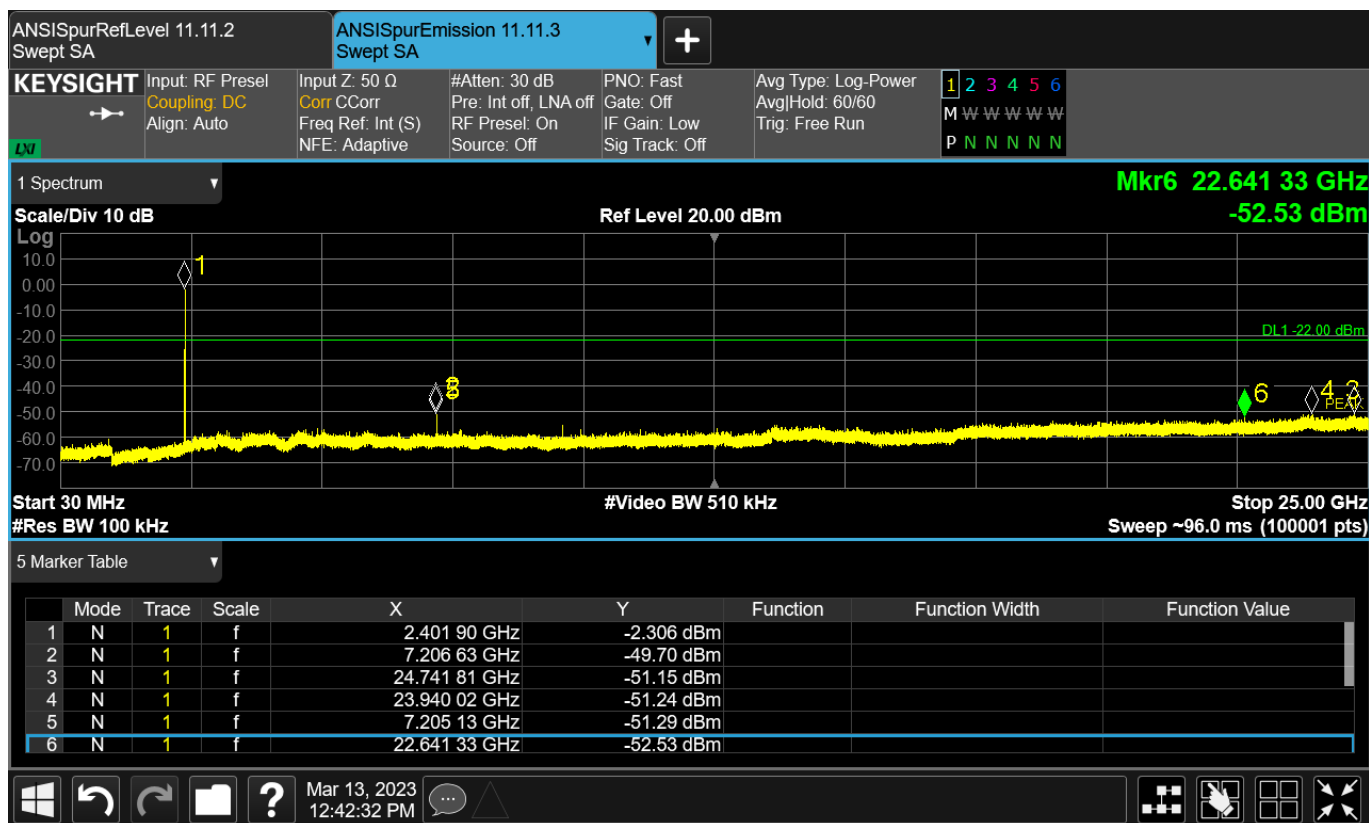 ANSISpurRefLevel 11.11.2
Swept SA
ANSISpurEmission 11.11.3
Swept SA
KEYSIGHT
LXI
Input: RF Presel
Coupling: DC
Align: Auto
Input Z: 50 Ω
Corr CCorr
Freq Ref: Int (S)
NFE: Adaptive
#Atten: 30 dB
Pre: Int off, LNA off
RF Presel: On
Source: Off
PNO: Fast
Gate: Off
IF Gain: Low
Sig Track: Off
Avg Type: Log-Power
Avg|Hold: 60/60
Trig: Free Run
1 2 3 4 5 6
M W W W W W
P N N N N N
1 Spectrum
Mkr6 22.641 33 GHz
-52.53 dBm
Scale/Div 10 dB
Ref Level 20.00 dBm
Log
10.0
0.00
-10.0
-20.0
-30.0
-40.0
-50.0
-60.0
-70.0
1
DL1 -22.00 dBm
6
4
PEAK
Start 30 MHz
#Video BW 510 kHz
Stop 25.00 GHz
#Res BW 100 kHz
Sweep ~96.0 ms (100001 pts)
5 Marker Table
Mode Trace Scale X Y Function Function Width Function Value
1 N 1 f 2.401 90 GHz -2.306 dBm
2 N 1 f 7.206 63 GHz -49.70 dBm
3 N 1 f 24.741 81 GHz -51.15 dBm
4 N 1 f 23.940 02 GHz -51.24 dBm
5 N 1 f 7.205 13 GHz -51.29 dBm
6 N 1 f 22.641 33 GHz -52.53 dBm
?
Mar 13, 2023
12:42:32 PM